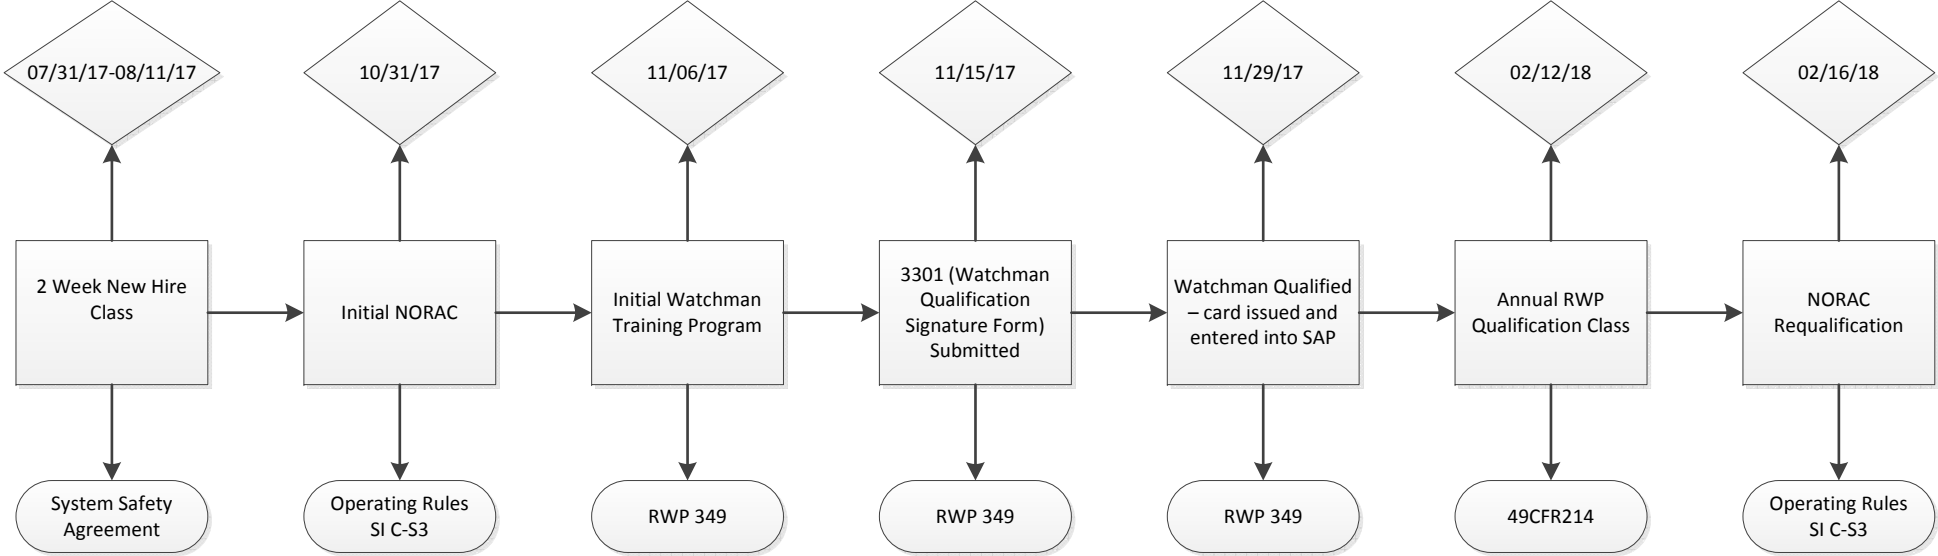 07/31/17-08/11/17
10/31/17
11/06/17
11/15/17
11/29/17
02/12/18
02/16/18
2 Week New Hire
Class
Initial NORAC
Initial Watchman
Training Program
3301 (Watchman
Qualification
Signature Form)
Submitted
Watchman Qualified
– card issued and
entered into SAP
Annual RWP
Qualification Class
NORAC
Requalification
System Safety
Agreement
Operating Rules
SI C-S3
RWP 349
RWP 349
RWP 349
49CFR214
Operating Rules
SI C-S3